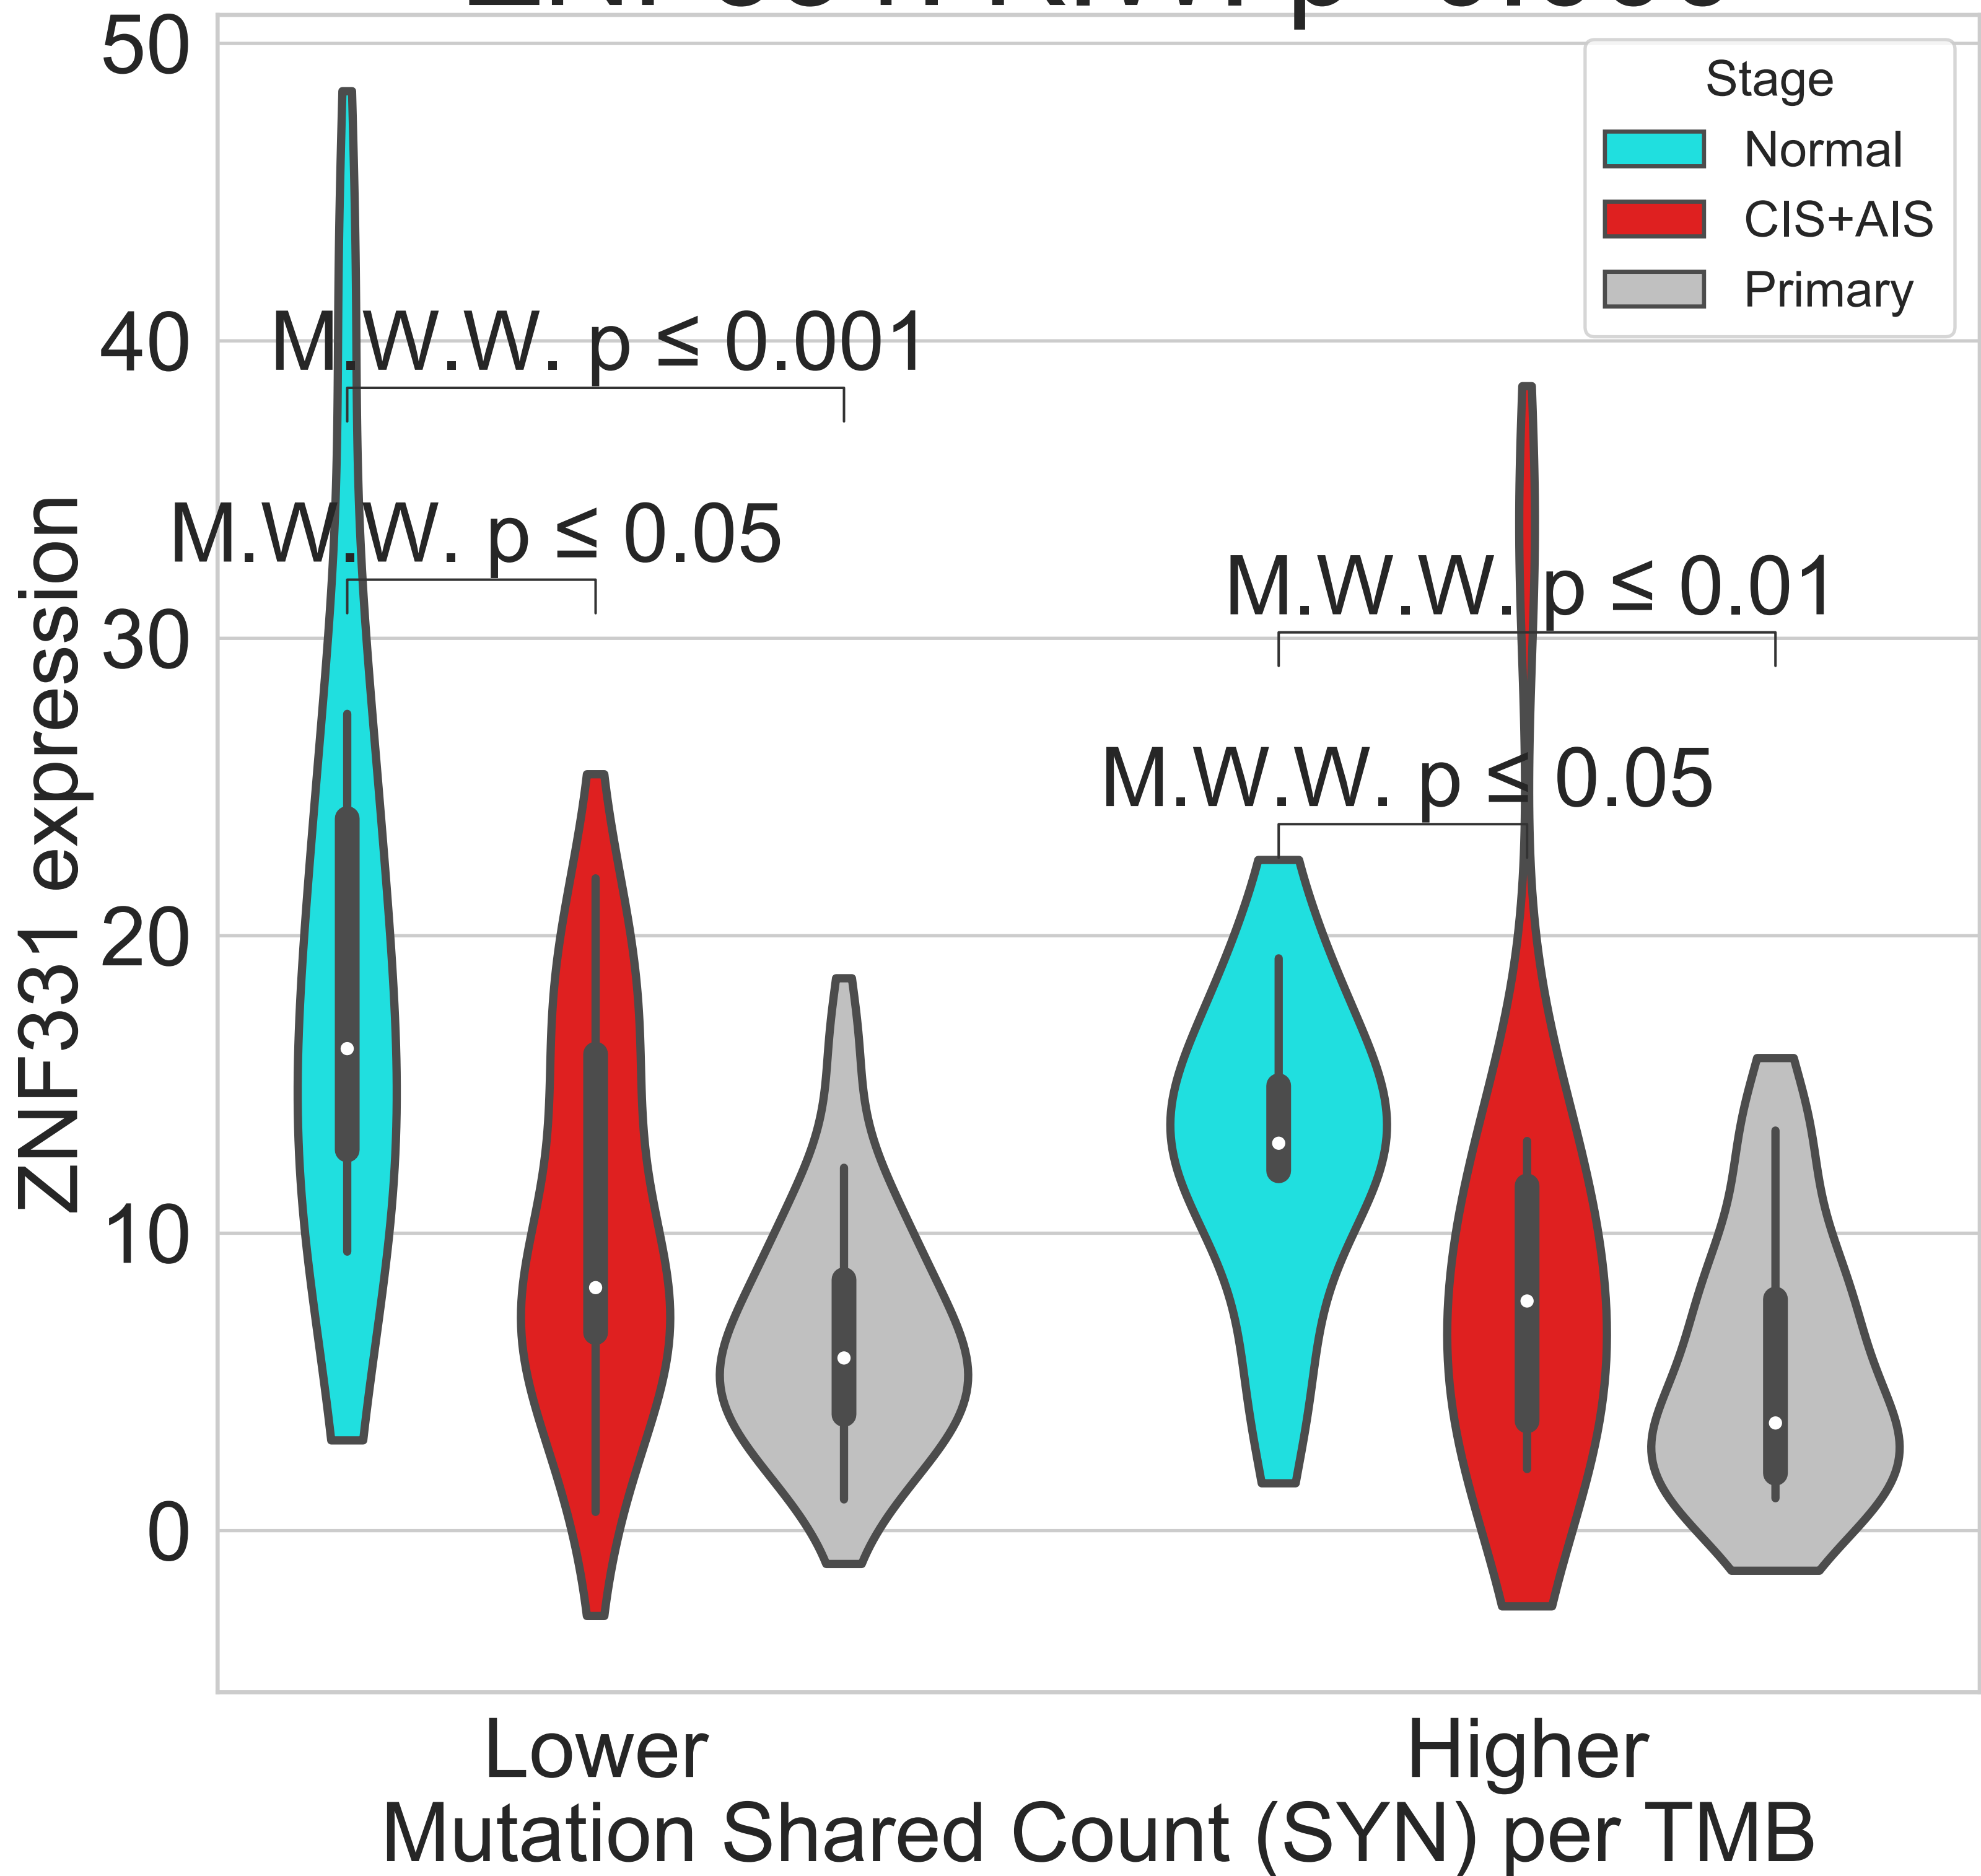 50
Stage
Normal
CIS+AIS
Primary
40
M.W.W. p ≤ 0.001
M.W.W. p ≤ 0.05
30
M.W.W. p ≤ 0.01
M.W.W. p ≤ 0.05
20
10
0
ZNF331 expression
Lower
Higher
Mutation Shared Count (SYN) per TMB